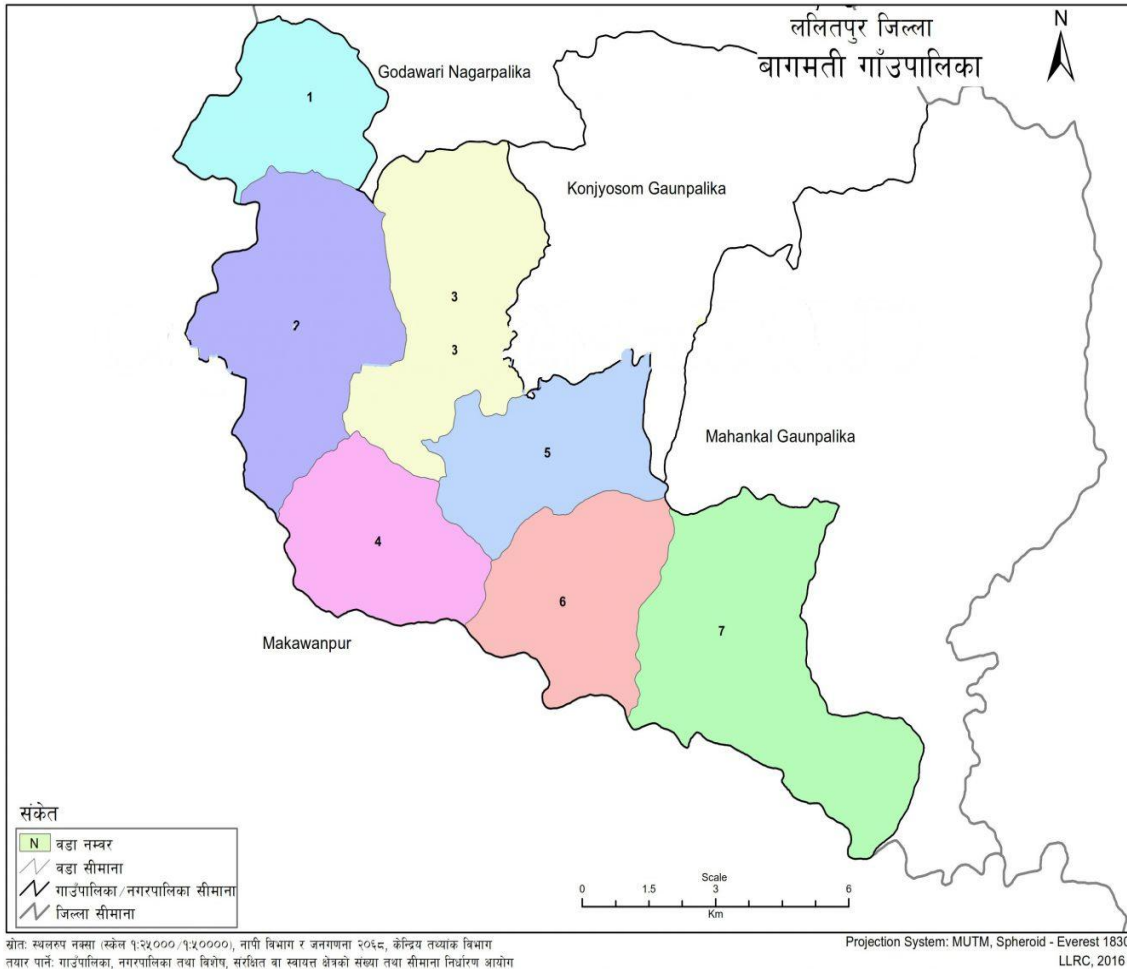 ललितपुर जिल्ला
बागमती गाँउपालिका
N
Godawari Nagarpalika
1
Konjyosom Gaunpalika
2
3
3
Mahankal Gaunpalika
5
4
6
7
Makawanpur
संकेत
N वडा नम्वर
वडा सीमाना
गाउँपालिका/नगरपालिका सीमाना
जिल्ला सीमाना
Scale
0 1.5 3 6
Km
स्रोतः स्थलरुप नक्सा (स्केल १:२५०००/१:५००००), नापी विभाग र जनगणना २०६८, केन्द्रिय तथ्यांक विभाग
तयार पार्नेः गाउँपालिका, नगरपालिका तथा विशेष, संरक्षित वा स्वायत्त क्षेत्रको संख्या तथा सीमाना निर्धारण आयोग
Projection System: MUTM, Spheroid - Everest 1830
LLRC, 2016